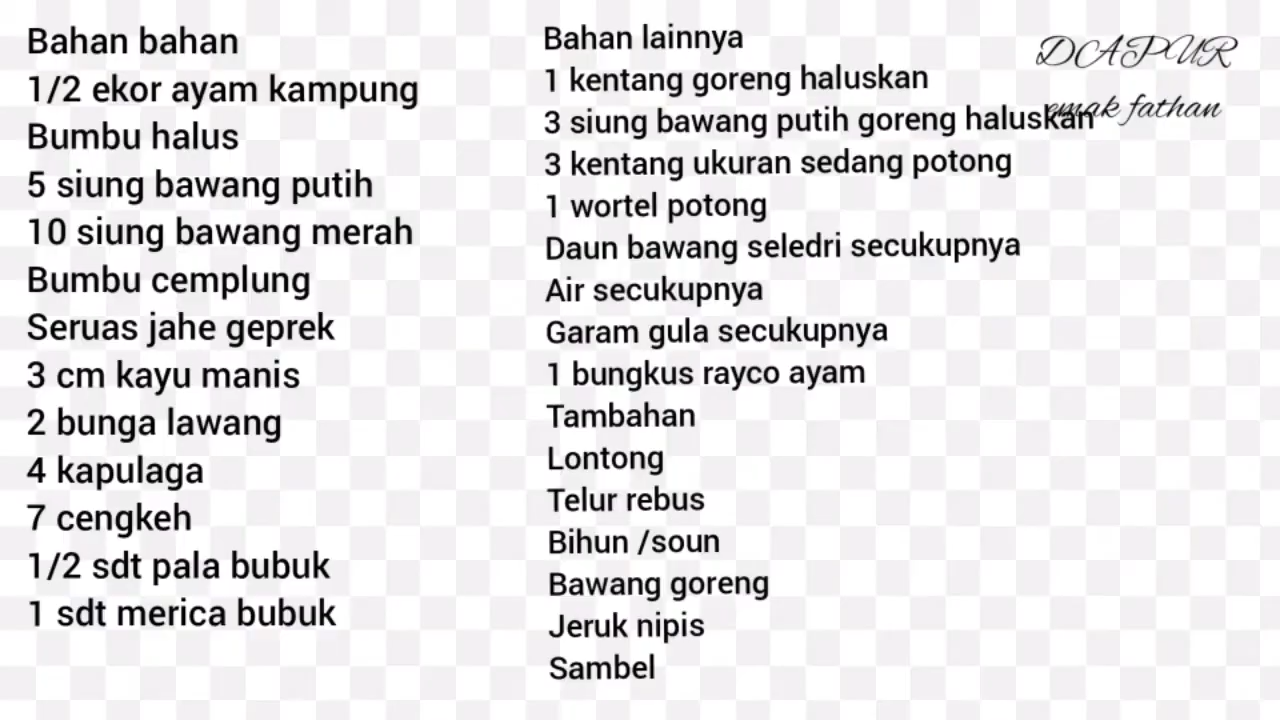 Bahan bahan
1/2 ekor ayam kampung
Bumbu halus
5 siung bawang putih
10 siung bawang merah
Bumbu cemplung
Seruas jahe geprek
3 cm kayu manis
2 bunga lawang
4 kapulaga
7 cengkeh
1/2 sdt pala bubuk
1 sdt merica bubuk
Bahan lainnya
1 kentang goreng haluskan
3 siung bawang putih goreng haluskan
3 kentang ukuran sedang potong
1 wortel potong
Daun bawang seledri secukupnya
Air secukupnya
Garam gula secukupnya
1 bungkus rayco ayam
Tambahan
Lontong
Telur rebus
Bihun /soun
Bawang goreng
Jeruk nipis
Sambel
DCAPUR
emak fathan